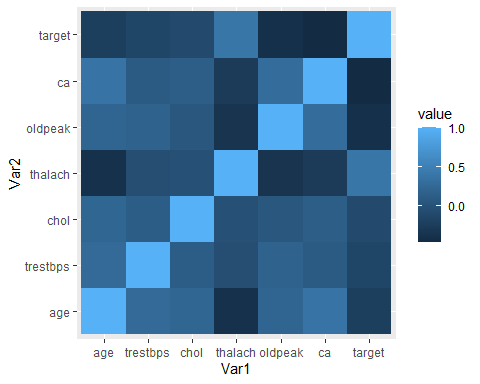 target
ca
oldpeak
thalach
chol
trestbps
age
Var2
age trestbps chol thalach oldpeak ca target
Var1
value
1.0
0.5
0.0